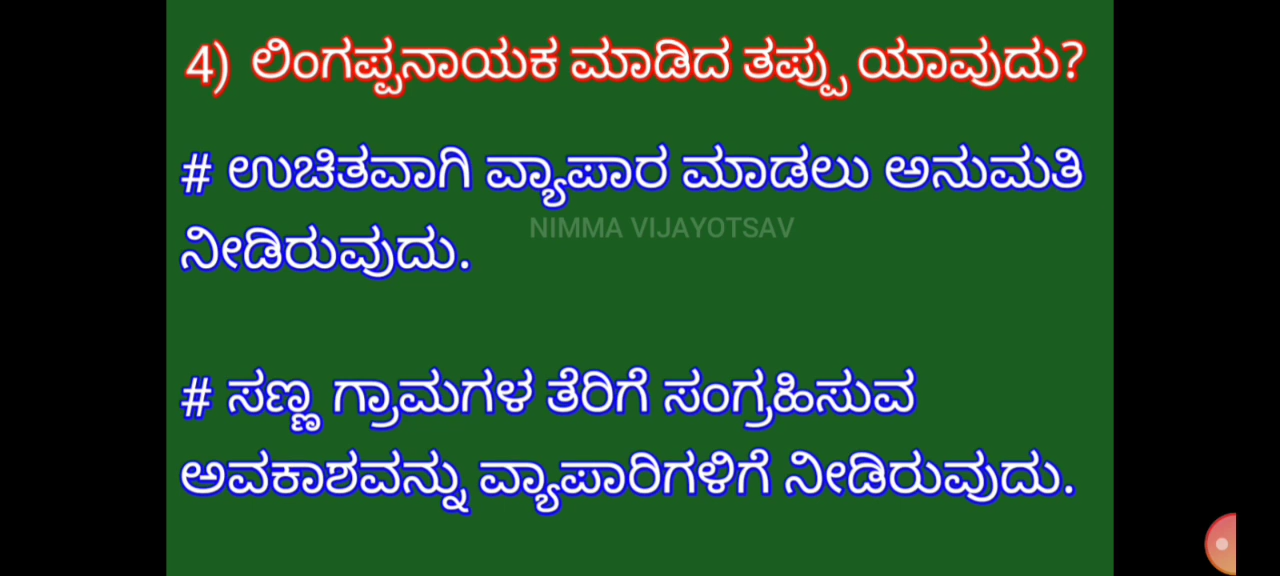 4) ಲಿಂಗಪ್ಪನಾಯಕ ಮಾಡಿದ ತಪ್ಪು ಯಾವುದು?
# ಉಚಿತವಾಗಿ ವ್ಯಾಪಾರ ಮಾಡಲು ಅನುಮತಿ
NIMMA VIJAYOTSAV
ನೀಡಿರುವುದು.
# ಸಣ್ಣ ಗ್ರಾಮಗಳ ತೆರಿಗೆ ಸಂಗ್ರಹಿಸುವ
ಅವಕಾಶವನ್ನು ವ್ಯಾಪಾರಿಗಳಿಗೆ ನೀಡಿರುವುದು.